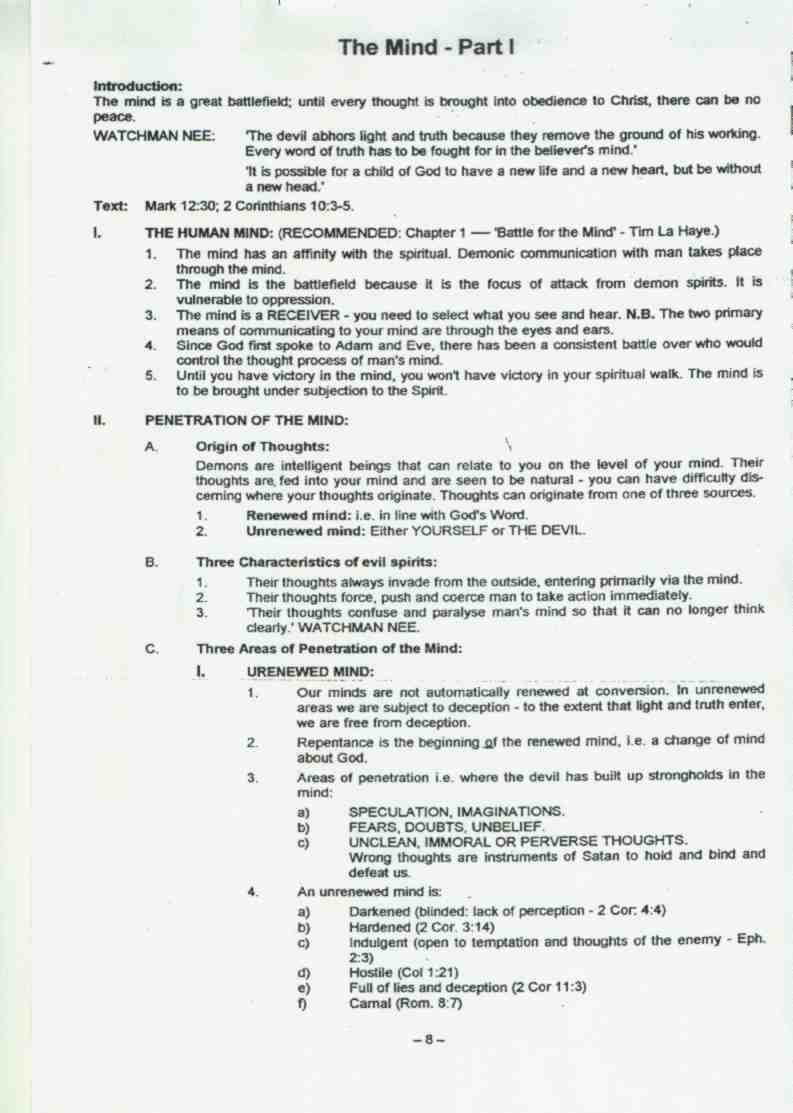 The Mind - Part I
Introduction:
The mind is a great battlefield; until every thought is brought into obedience to Christ, there can be no
peace.
WATCHMAN NEE: 'The devil abhors light and truth because they remove the ground of his working.
Every word of truth has to be fought for in the believer's mind.'
'It is possible for a child of God to have a new life and a new heart, but be without
a new head.'
Text: Mark 12:30; 2 Corinthians 10:3-5.
I. THE HUMAN MIND: (RECOMMENDED: Chapter 1 — 'Battle for the Mind' - Tim La Haye.)
1. The mind has an affinity with the spiritual. Demonic communication with man takes place
through the mind.
2. The mind is the battlefield because it is the focus of attack from demon spirits. It is
vulnerable to oppression.
3. The mind is a RECEIVER - you need to select what you see and hear. N.B. The two primary
means of communicating to your mind are through the eyes and ears.
4. Since God first spoke to Adam and Eve, there has been a consistent battle over who would
control the thought process of man's mind.
5. Until you have victory in the mind, you won't have victory in your spiritual walk. The mind is
to be brought under subjection to the Spirit.
II. PENETRATION OF THE MIND:
A. Origin of Thoughts:
Demons are intelligent beings that can relate to you on the level of your mind. Their
thoughts are fed into your mind and are seen to be natural - you can have difficulty dis-
cerning where your thoughts originate. Thoughts can originate from one of three sources.
1. Renewed mind: i.e. in line with God's Word.
2. Unrenewed mind: Either YOURSELF or THE DEVIL.
B. Three Characteristics of evil spirits:
1. Their thoughts always invade from the outside, entering primarily via the mind.
2. Their thoughts force, push and coerce man to take action immediately.
3. 'Their thoughts confuse and paralyse man's mind so that it can no longer think
clearly.' WATCHMAN NEE.
C. Three Areas of Penetration of the Mind:
I. URENEWED MIND:
1. Our minds are not automatically renewed at conversion. In unrenewed
areas we are subject to deception - to the extent that light and truth enter,
we are free from deception.
2. Repentance is the beginning of the renewed mind, i.e. a change of mind
about God.
3. Areas of penetration i.e. where the devil has built up strongholds in the
mind:
a) SPECULATION, IMAGINATIONS.
b) FEARS, DOUBTS, UNBELIEF.
c) UNCLEAN, IMMORAL OR PERVERSE THOUGHTS.
Wrong thoughts are instruments of Satan to hold and bind and
defeat us.
4. An unrenewed mind is:
a) Darkened (blinded: lack of perception - 2 Cor: 4:4)
b) Hardened (2 Cor. 3:14)
c) Indulgent (open to temptation and thoughts of the enemy - Eph.
2:3)
d) Hostile (Col 1:21)
e) Full of lies and deception (2 Cor 11:3)
f) Carnal (Rom. 8:7)
– 8 –